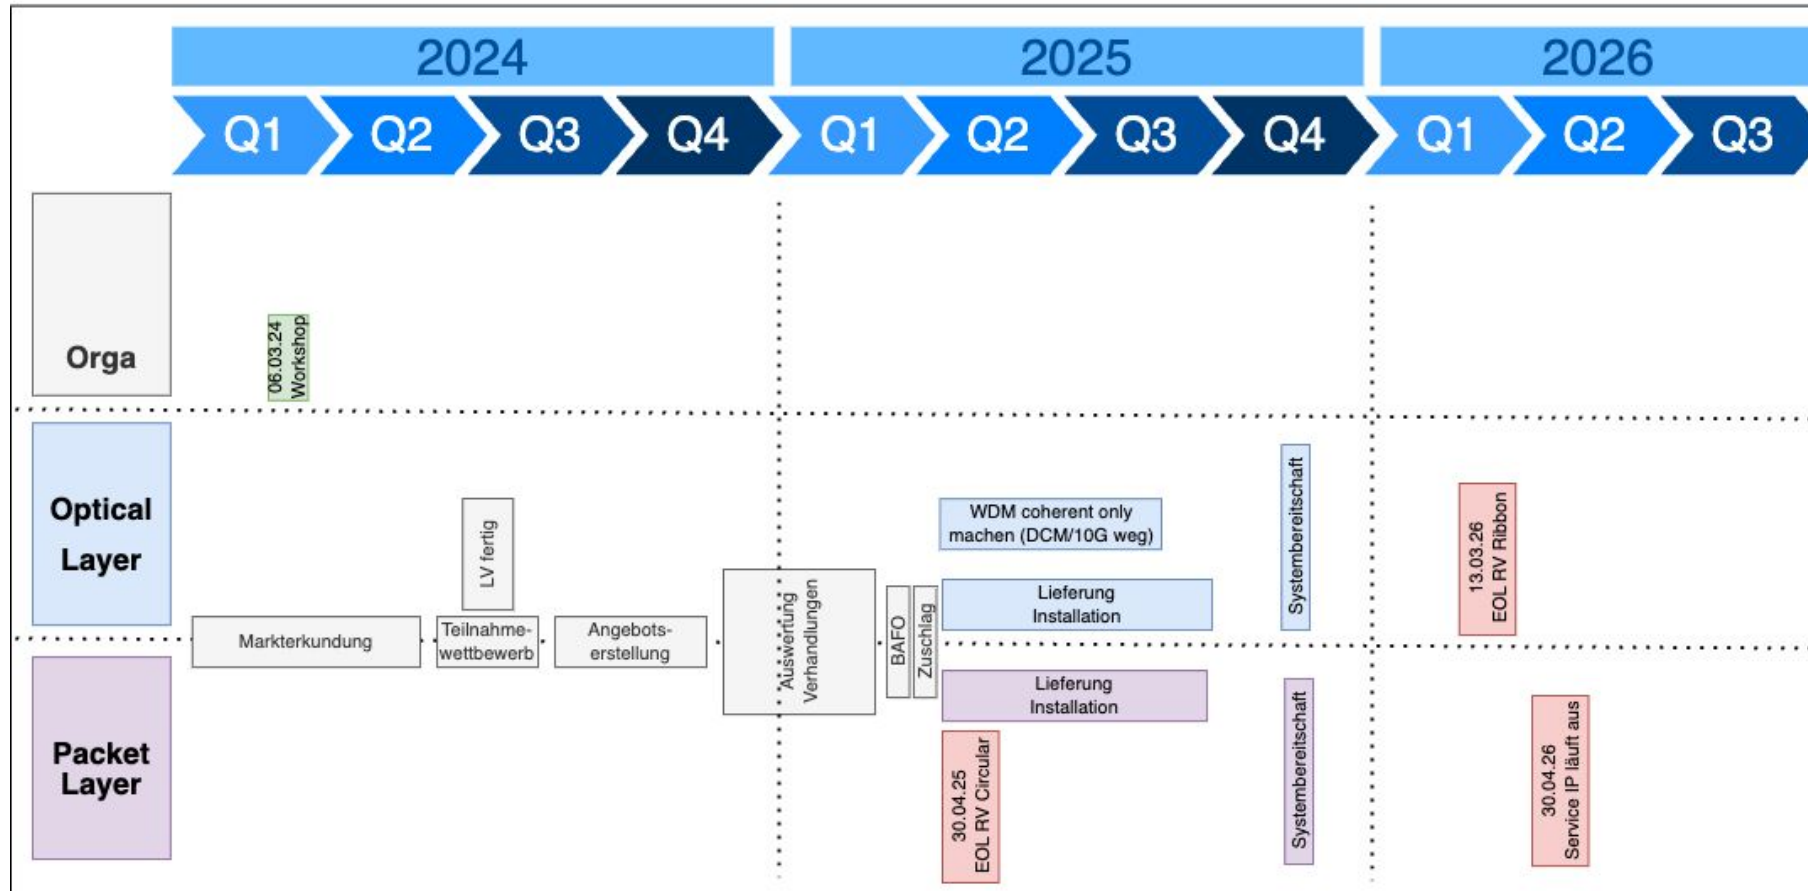 2024
2025
2026
Q1
Q2
Q3
Q4
Q1
Q2
Q3
Q4
Q1
Q2
Q3
Orga
06.03.24
Workshop
Optical
Layer
LV fertig
WDM coherent only
machen (DCM/10G weg)
Lieferung
Installation
Systembereitschaft
13.03.26
EOL RV Ribbon
Markterkundung
Teilnahme-
wettbewerb
Angebots-
erstellung
Auswertung
Verhandlungen
BAFO
Zuschlag
Packet
Layer
Lieferung
Installation
30.04.25
EOL RV Circular
Systembereitschaft
30.04.26
Service IP läuft aus